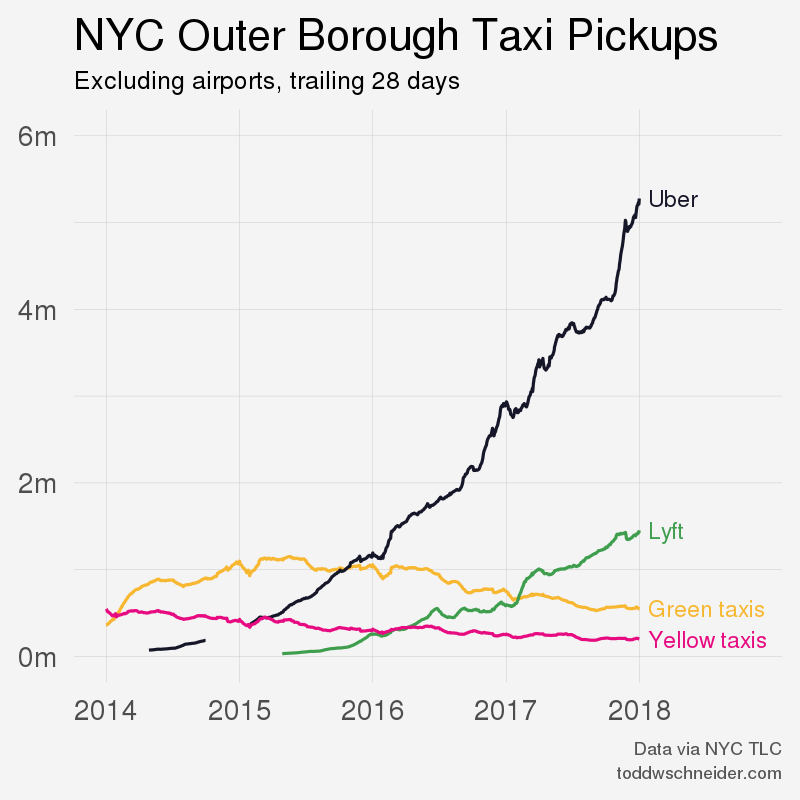 NYC Outer Borough Taxi Pickups
Excluding airports, trailing 28 days
6m
4m
2m
0m
Uber
Lyft
Green taxis
Yellow taxis
2014 2015 2016 2017 2018
Data via NYC TLC
toddwschneider.com